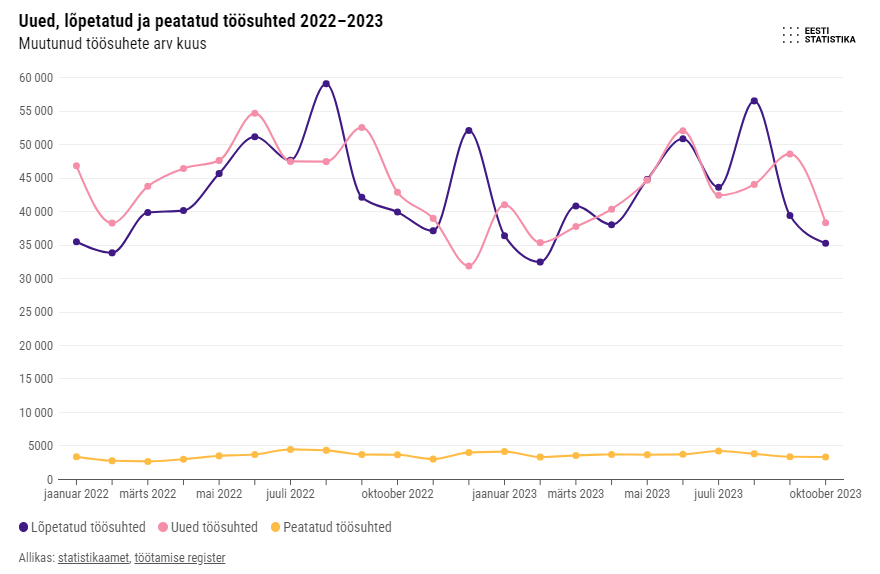 Uued, lõpetatud ja peatatud töösuhted 2022–2023
Muutunud töösuhete arv kuus
EESTI
STATISTIKA
60 000
55 000
50 000
45 000
40 000
35 000
30 000
25 000
20 000
15 000
10 000
5000
0
jaanuar 2022 märts 2022 mai 2022 juuli 2022 oktoober 2022 jaanuar 2023 märts 2023 mai 2023 juuli 2023 oktoober 2023
Lõpetatud töösuhted Uued töösuhted Peatatud töösuhted
Allikas: statistikaamet, töötamise register